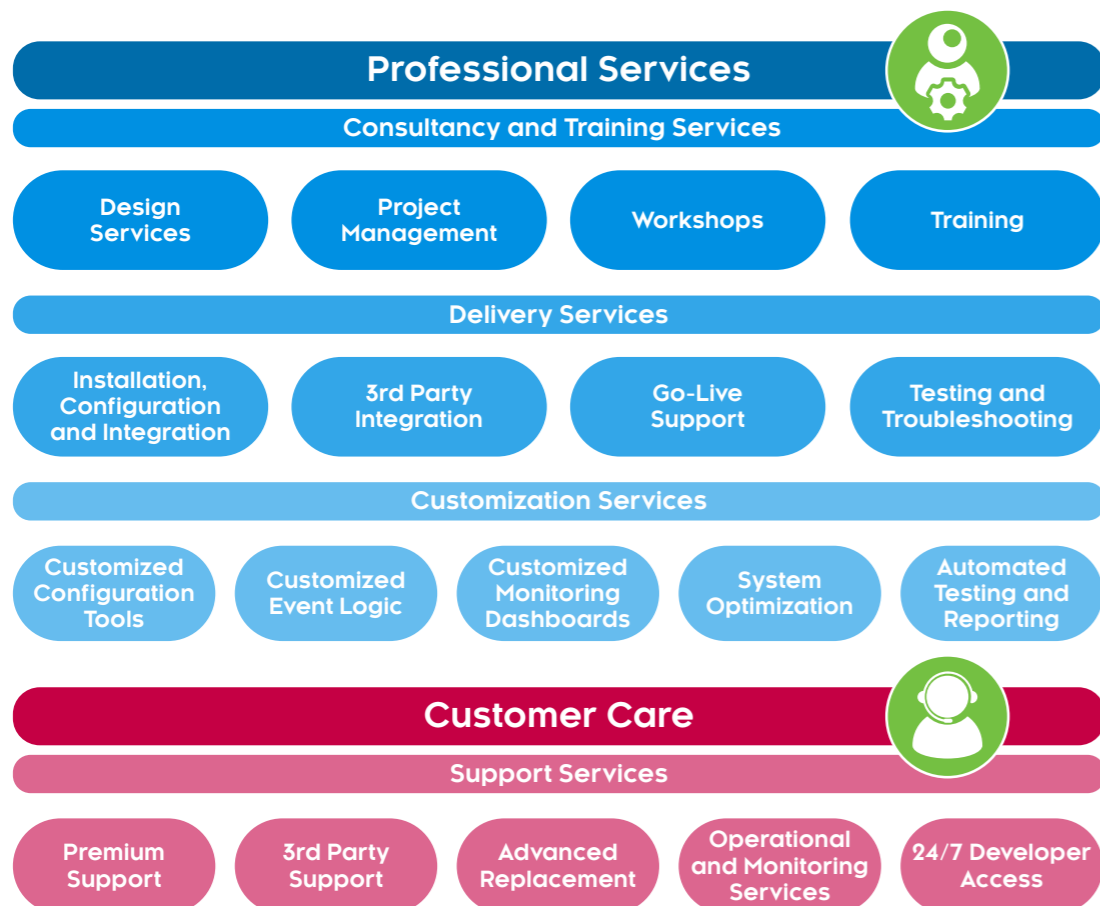 Professional Services
Consultancy and Training Services
Design
Services
Project
Management
Workshops
Training
Delivery Services
Installation,
Configuration
and Integration
3rd Party
Integration
Go-Live
Support
Testing and
Troubleshooting
Customization Services
Customized
Configuration
Tools
Customized
Event Logic
Customized
Monitoring
Dashboards
System
Optimization
Automated
Testing and
Reporting
Customer Care
Support Services
Premium
Support
3rd Party
Support
Advanced
Replacement
Operational
and Monitoring
Services
24/7 Developer
Access